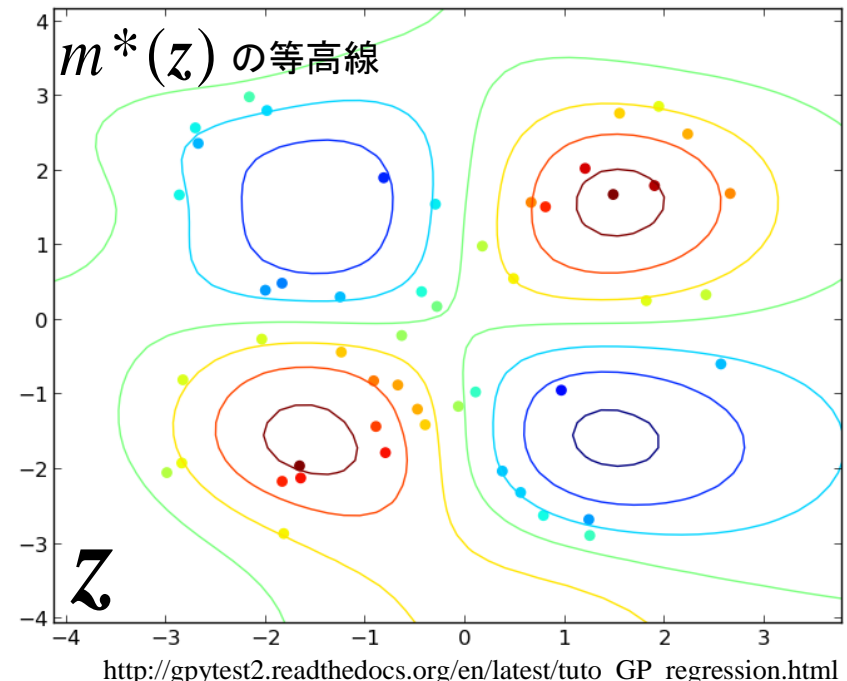 m*(z) の等高線
4
3
2
1
0
−1
−2
−3
−4
z
−4 −3 −2 −1 0 1 2 3
http://gpytest2.readthedocs.org/en/latest/tuto_GP_regression.html